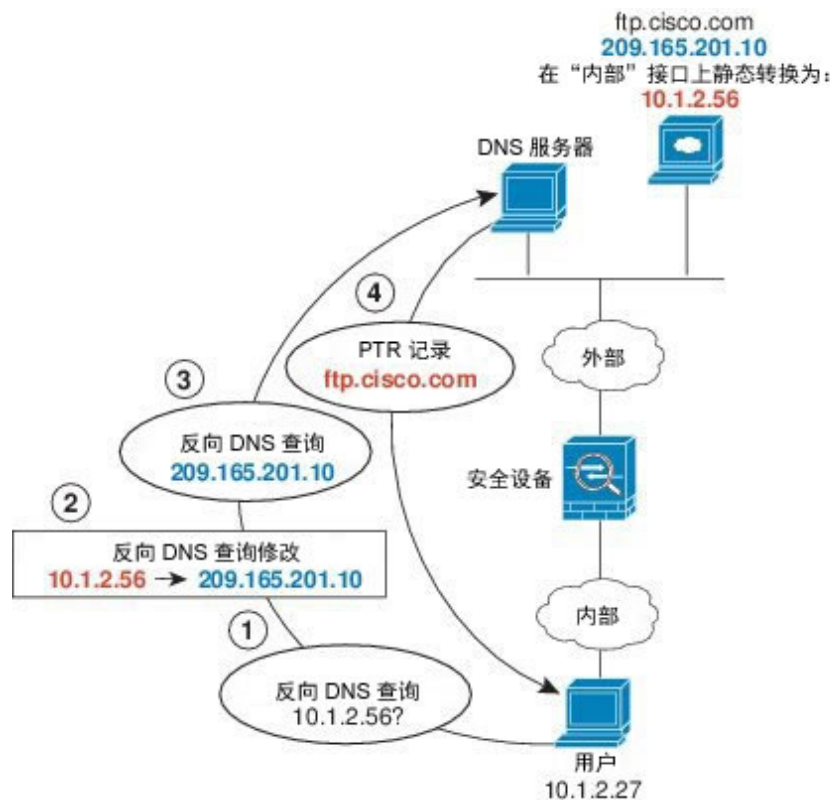 ftp.cisco.com
209.165.201.10
在“内部”接口上静态转换为：
10.1.2.56
DNS 服务器
4
PTR 记录
ftp.cisco.com
外部
3
反向 DNS 查询
209.165.201.10
安全设备
2
反向 DNS 查询修改
10.1.2.56 → 209.165.201.10
内部
1
反向 DNS 查询
10.1.2.56?
用户
10.1.2.27